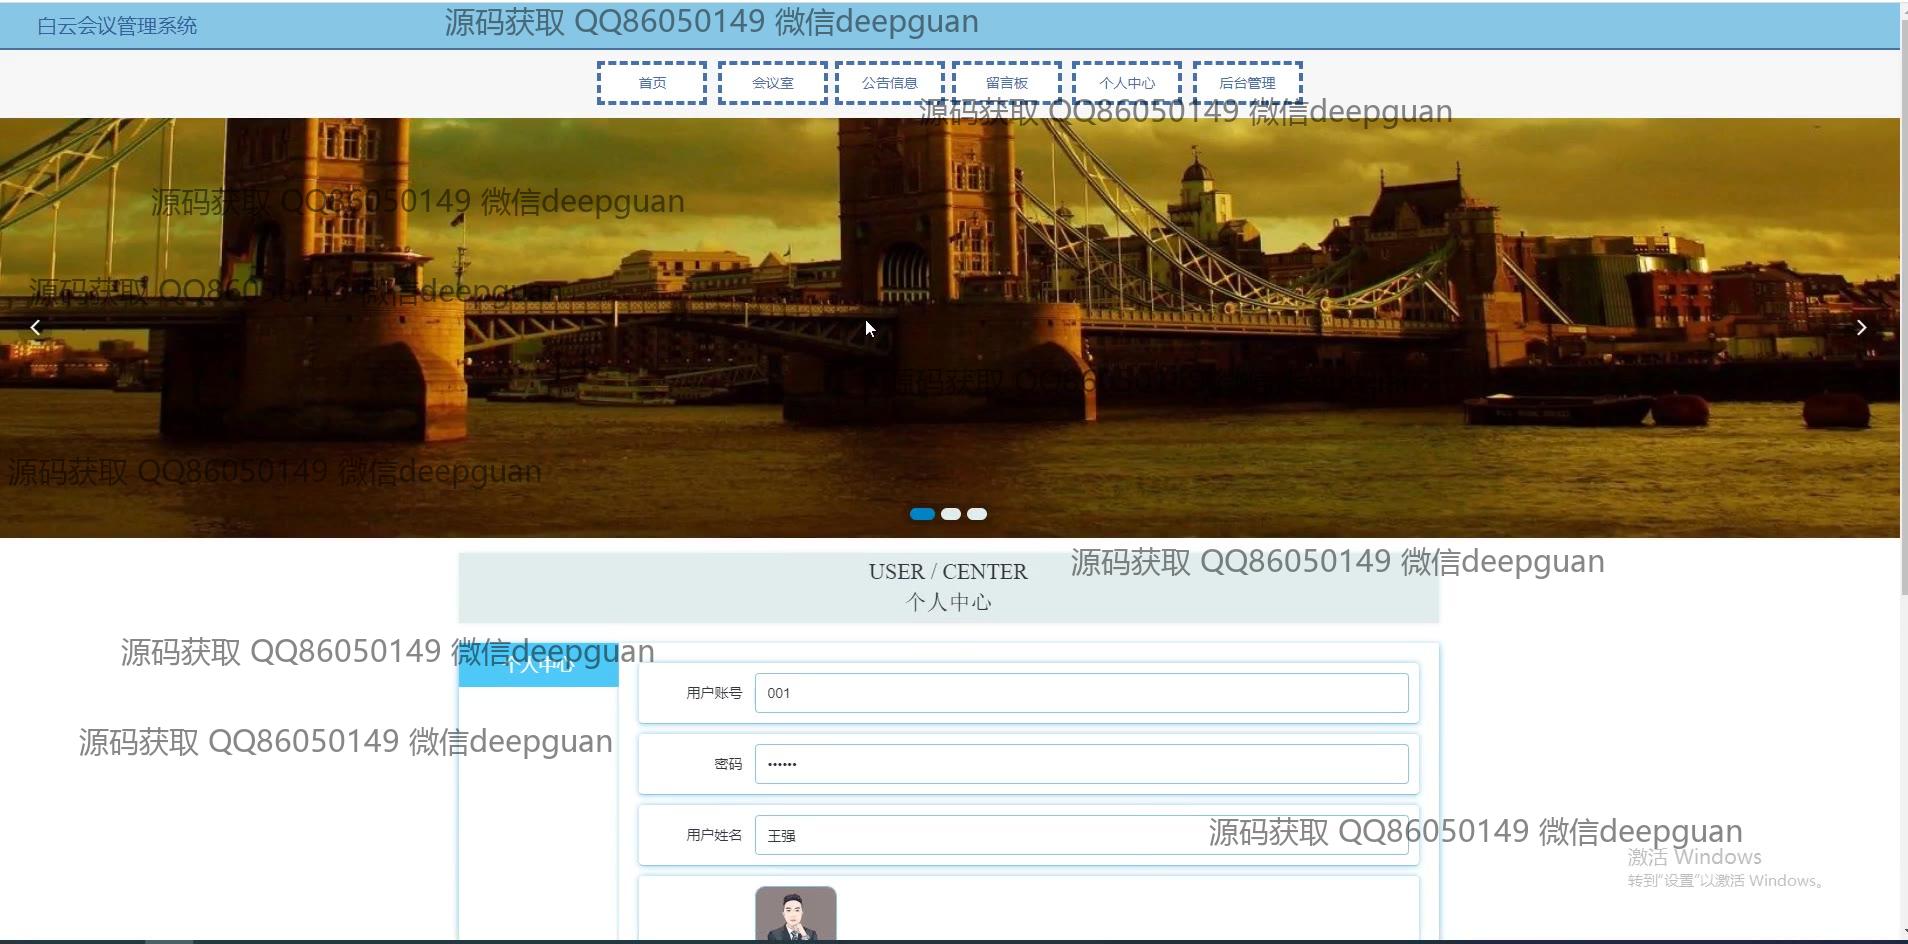 白云会议管理系统
源码获取 QQ86050149 微信deepguan
首页
会议室
公告信息
留言板
个人中心
后台管理
源码获取 QQ86050149 微信deepguan
源码获取 QQ86050149 微信deepguan
源码获取 QQ86050149 微信deepguan
源码获取 QQ86050149
源码获取 QQ86050149 微信deepguan
USER / CENTER
源码获取 QQ86050149 微信deepguan
个人中心
源码获取 QQ86050149 微信deepguan
个人中心
用户账号
001
源码获取 QQ86050149 微信deepguan
密码
••••••
用户姓名
王强
源码获取 QQ86050149 微信deepguan
激活 Windows
转到"设置"以激活 Windows。